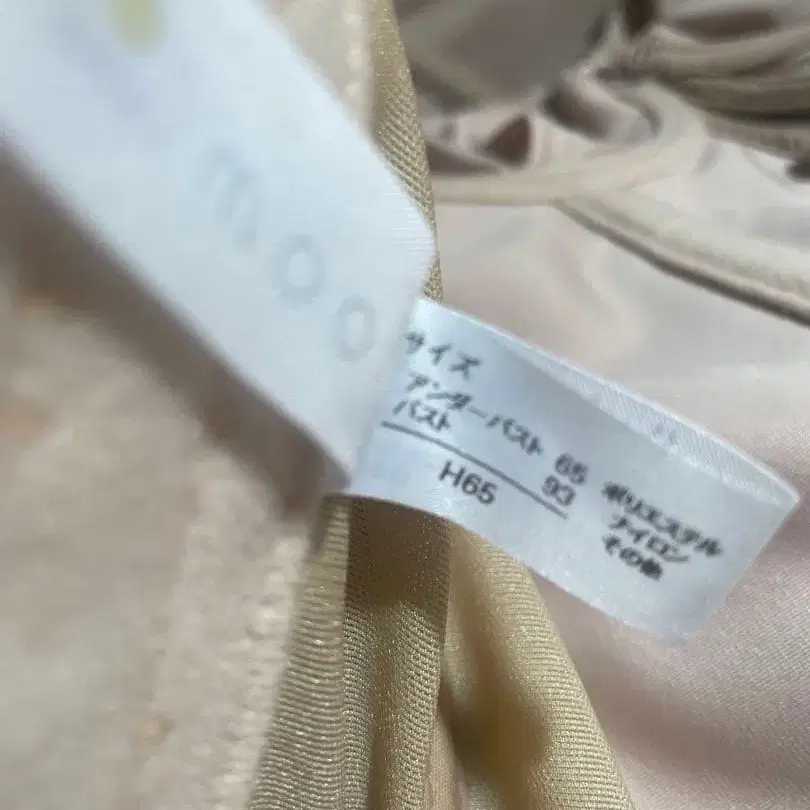 moo
サイズ
アンダーバスト 65
バスト 93
H65
ポリエステル
ナイロン
その他